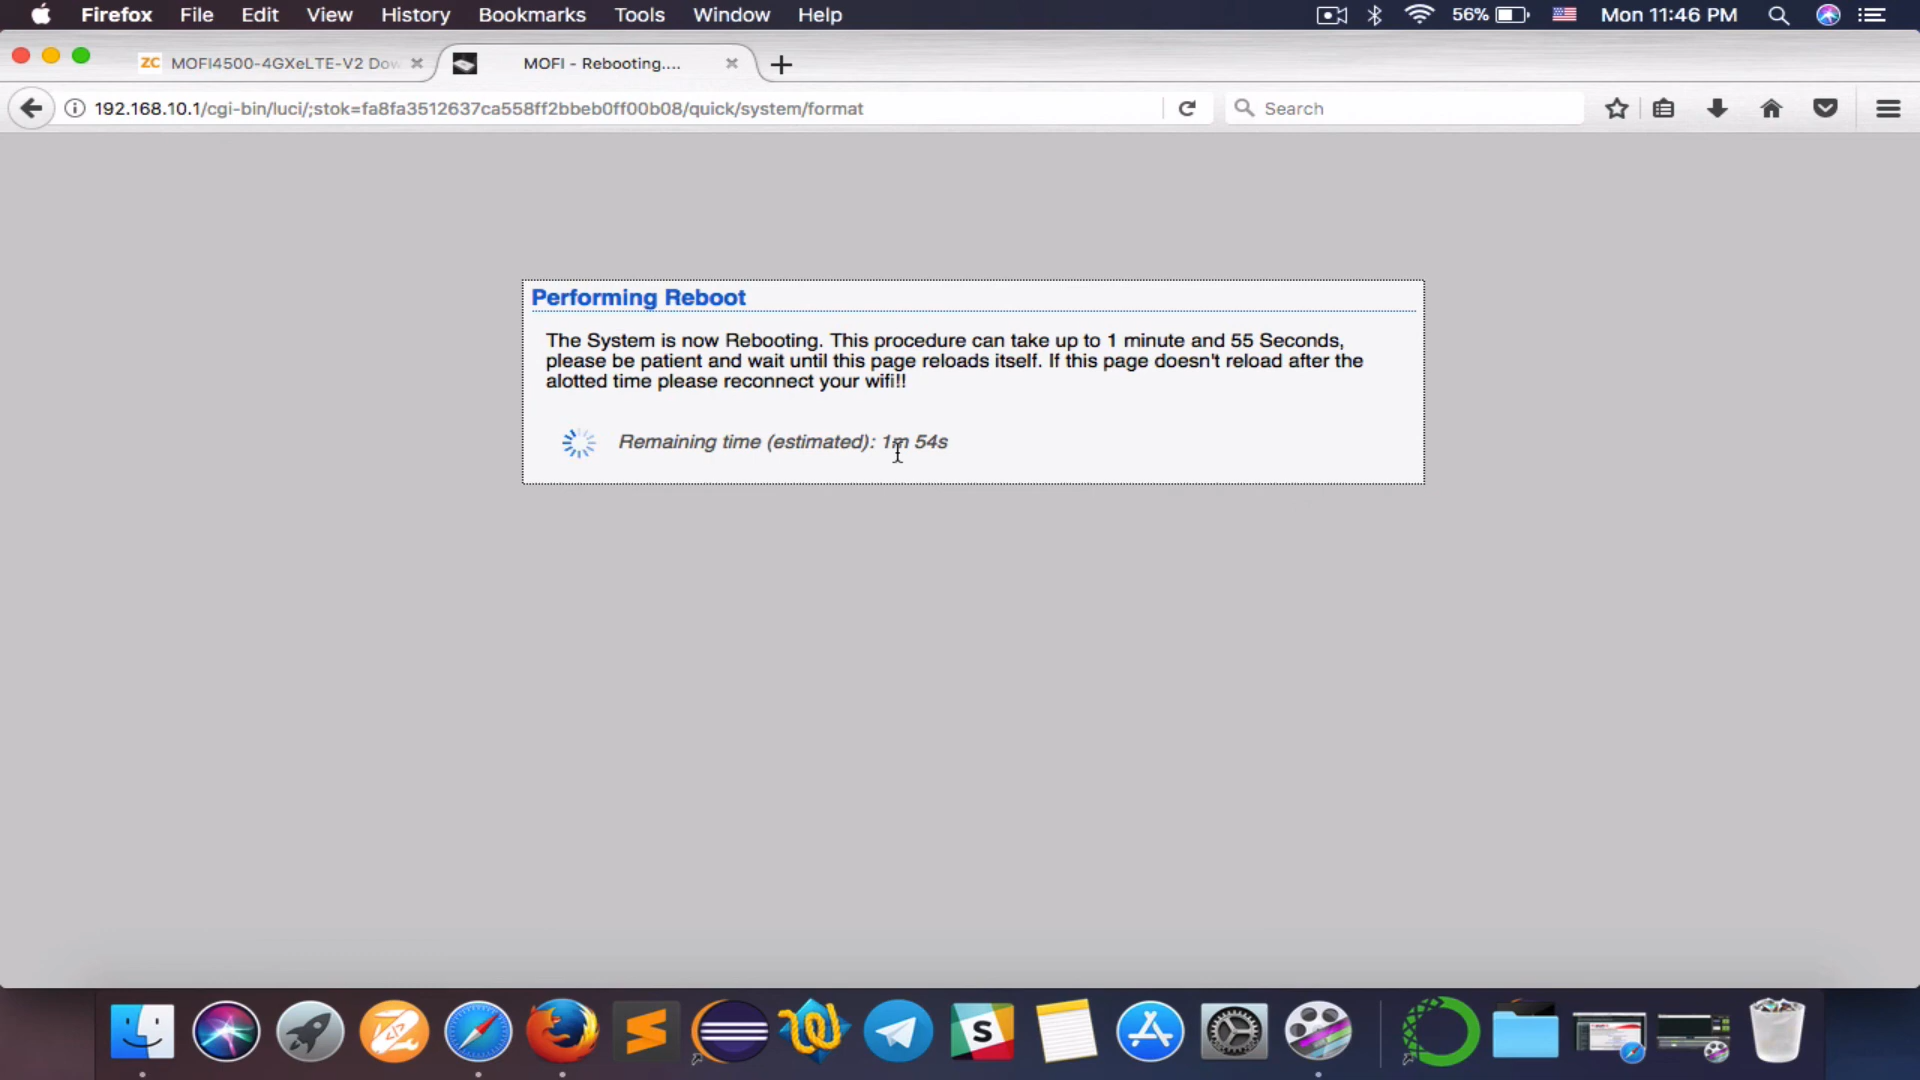 Firefox File Edit View History Bookmarks Tools Window Help 56% Mon 11:46 PM
ZC MOFI4500-4GXeLTE-V2 Dow MOFI - Rebooting....
192.168.10.1/cgi-bin/luci/;stok=fa8fa3512637ca558ff2bbeb0ff00b08/quick/system/format Search
Performing Reboot
The System is now Rebooting. This procedure can take up to 1 minute and 55 Seconds,
please be patient and wait until this page reloads itself. If this page doesn't reload after the
alotted time please reconnect your wifi!!
Remaining time (estimated): 1m 54s
S S